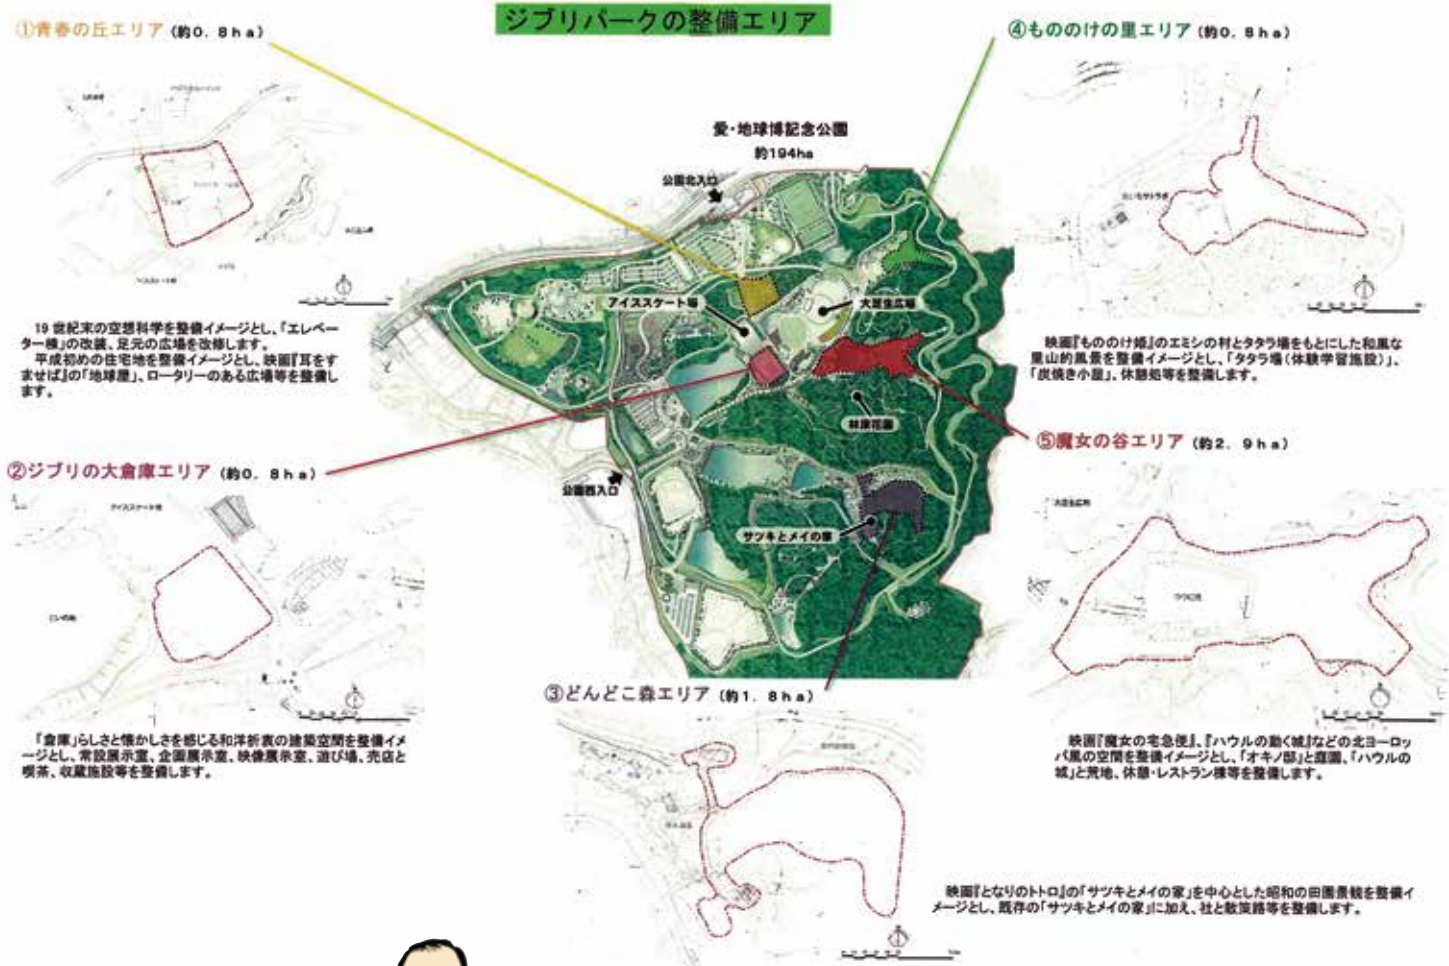 ジブリパークの整備エリア
①青春の丘エリア (約0.8ha)
19世紀末の空想科学を整備イメージとし、「エレベー
ター棟」の改装、足元の広場を改修します。
平成初めの住宅地を整備イメージとし、映画『耳をす
ませば』の「地球屋」、ロータリーのある広場等を整備し
ます。
②ジブリの大倉庫エリア (約0.8ha)
アイススケート場
こいの池
「倉庫」らしさと懐かしさを感じる和洋折衷の建築空間を整備イメ
ージとし、常設展示室、企画展示室、映像展示室、遊び場、売店と
喫茶、収蔵施設等を整備します。
愛・地球博記念公園
約194ha
公園北入口
アイススケート場
大芝生広場
林床花園
公園西入口
サツキとメイの家
③どんどこ森エリア (約1.8ha)
映画『となりのトトロ』の「サツキとメイの家」を中心とした昭和の田園景観を整備イ
メージとし、既存の「サツキとメイの家」に加え、社と散策路等を整備します。
④もののけの里エリア (約0.8ha)
映画『もののけ姫』のエミシの村とタタラ場をもとにした和風な
里山的風景を整備イメージとし、「タタラ場(体験学習施設)」、
「炭焼き小屋」、休憩処等を整備します。
⑤魔女の谷エリア (約2.9ha)
大芝生広場
映画『魔女の宅急便』、『ハウルの動く城』などの北ヨーロッ
パ風の空間を整備イメージとし、「オキノ邸」と庭園、「ハウルの
城」と荒地、休憩・レストラン棟等を整備します。